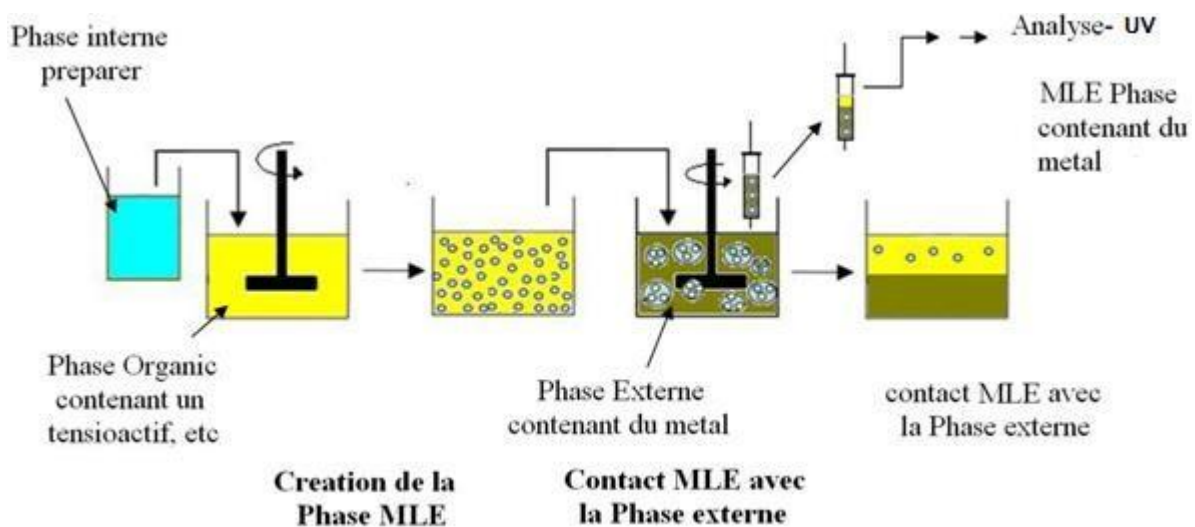 Phase interne
preparer
Analyse- UV
MLE Phase
contenant du
metal
Phase Organic
contenant un
tensioactif, etc
Phase Externe
contenant du metal
contact MLE avec
la Phase externe
Creation de la
Phase MLE
Contact MLE avec
la Phase externe